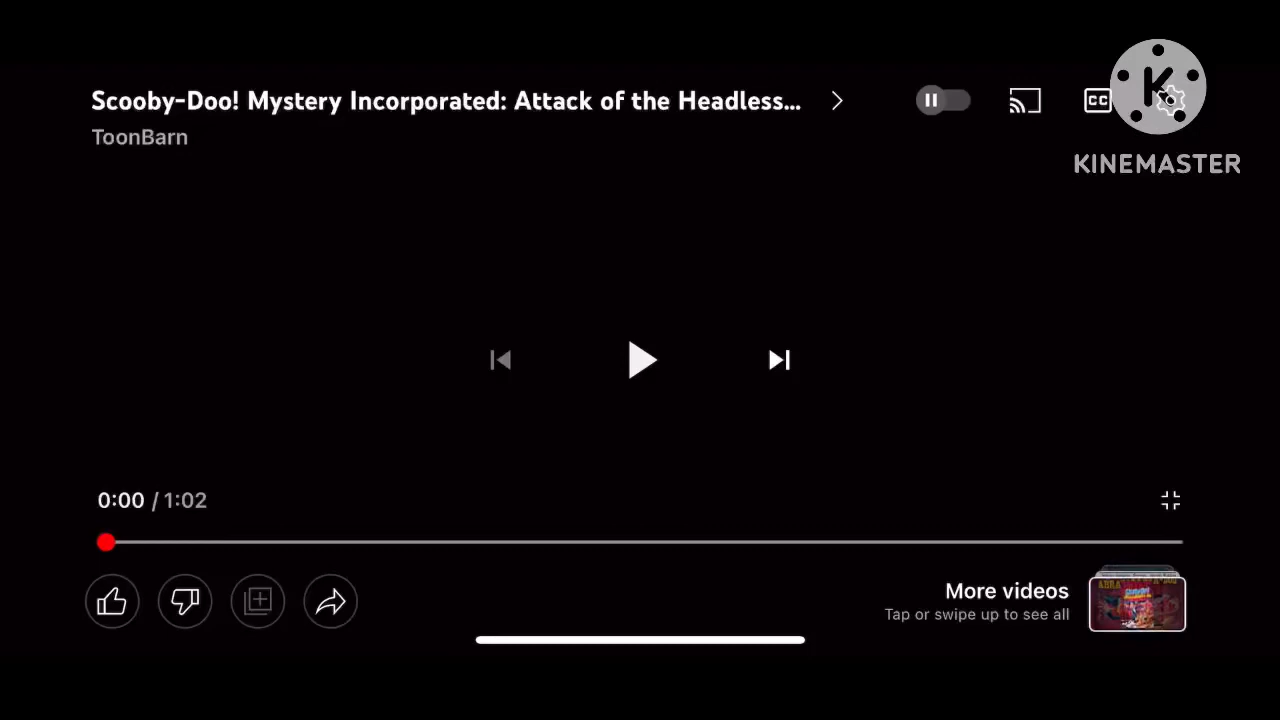 Scooby-Doo! Mystery Incorporated: Attack of the Headless...
ToonBarn
CC
K
KINEMASTER
0:00 / 1:02
More videos
Tap or swipe up to see all